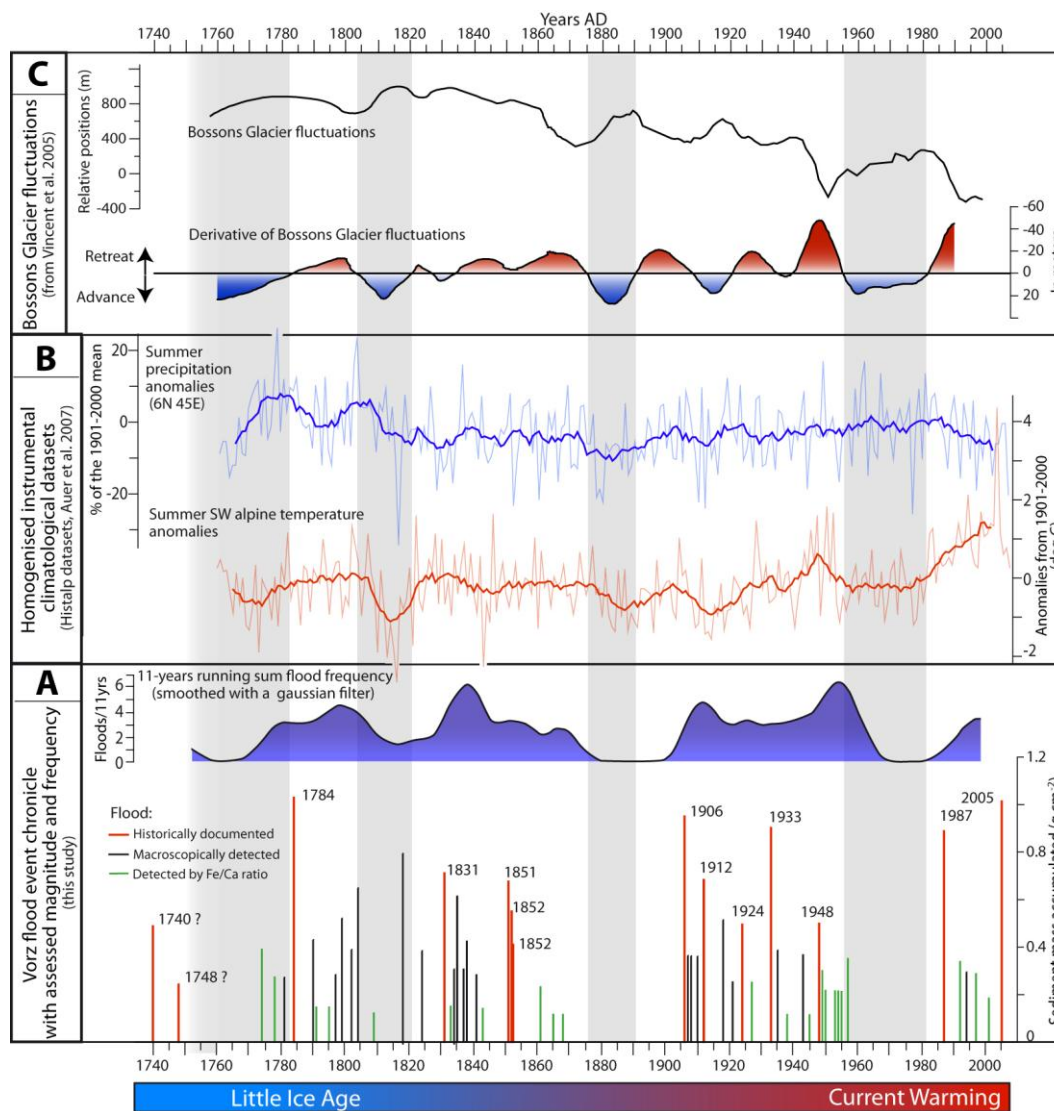 Years AD
1740 1760 1780 1800 1820 1840 1860 1880 1900 1920 1940 1960 1980 2000
C
Bossons Glacier fluctuations
(from Vincent et al. 2005)
Relative positions (m)
800
400
0
-400
Bossons Glacier fluctuations
Derivative of Bossons Glacier fluctuations
Retreat
Advance
-60
-40
-20
0
20
B
Homogenised instrumental
climatological datasets
(Histalp datasets, Auer et al. 2007)
% of the 1901-2000 mean
20
0
-20
Summer
precipitation
anomalies
(6N 45E)
Summer SW alpine temperature
anomalies
4
2
0
-2
Anomalies from 1901-2000
A
Vorz flood event chronicle
with assessed magnitude and frequency
(this study)
Floods/11yrs
6
4
2
0
11-years running sum flood frequency
(smoothed with a gaussian filter)
1.2
0.8
0.4
0
Sediment mass accumulated
Flood:
Historically documented
Macroscopically detected
Detected by Fe/Ca ratio
1740 ?
1748 ?
1784
1831
1851
1852
1852
1906
1912
1924
1933
1948
1987
2005
1740 1760 1780 1800 1820 1840 1860 1880 1900 1920 1940 1960 1980 2000
Little Ice Age
Current Warming